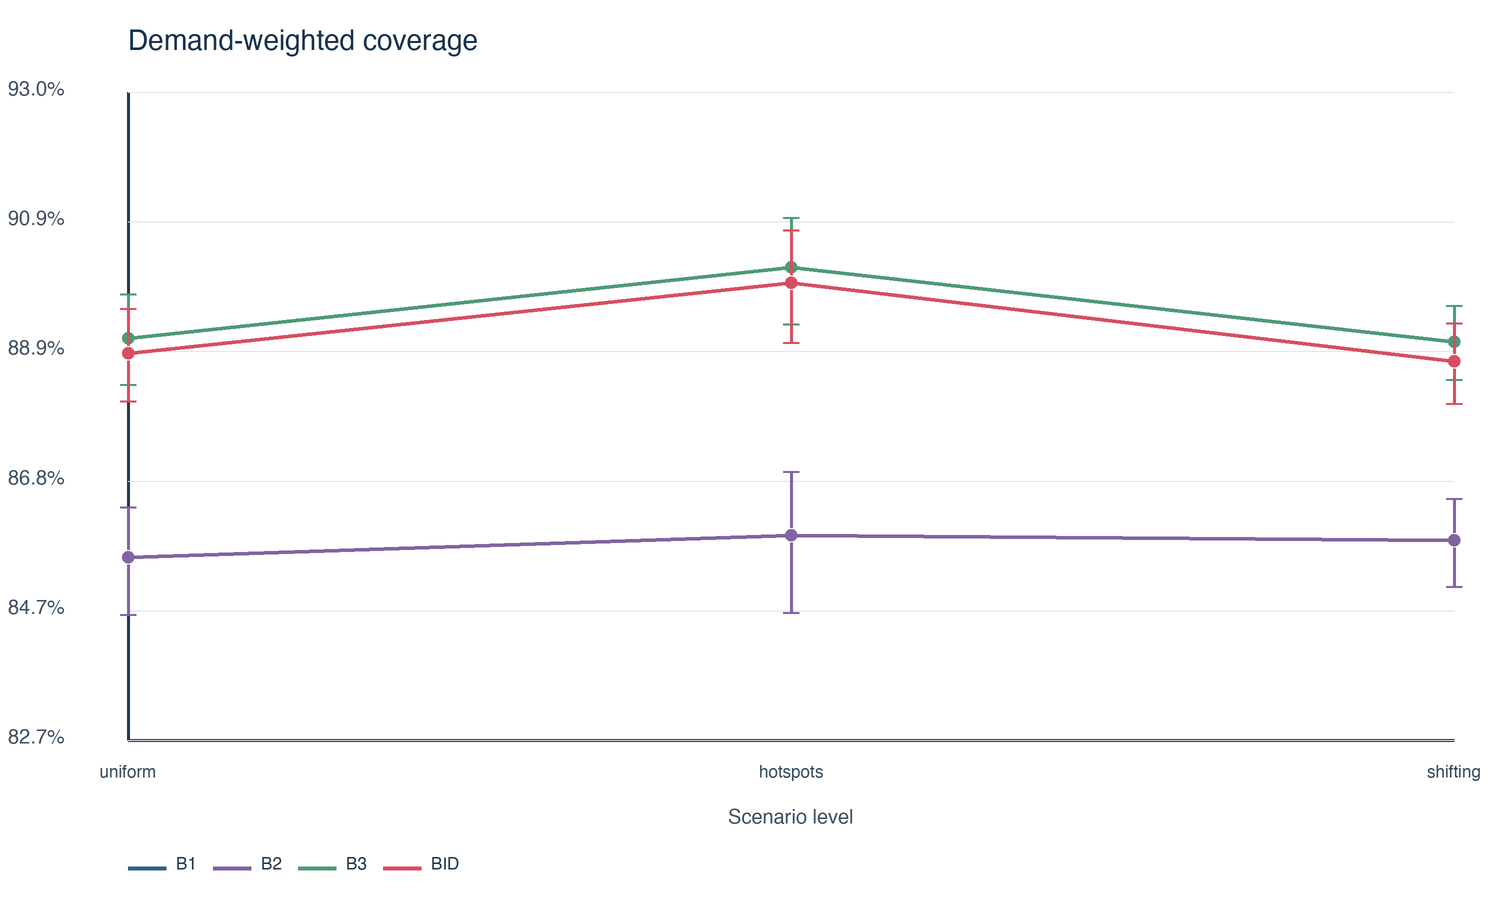 Demand-weighted coverage
93.0%
90.9%
88.9%
86.8%
84.7%
82.7%
uniform hotspots shifting
Scenario level
B1 B2 B3 BID